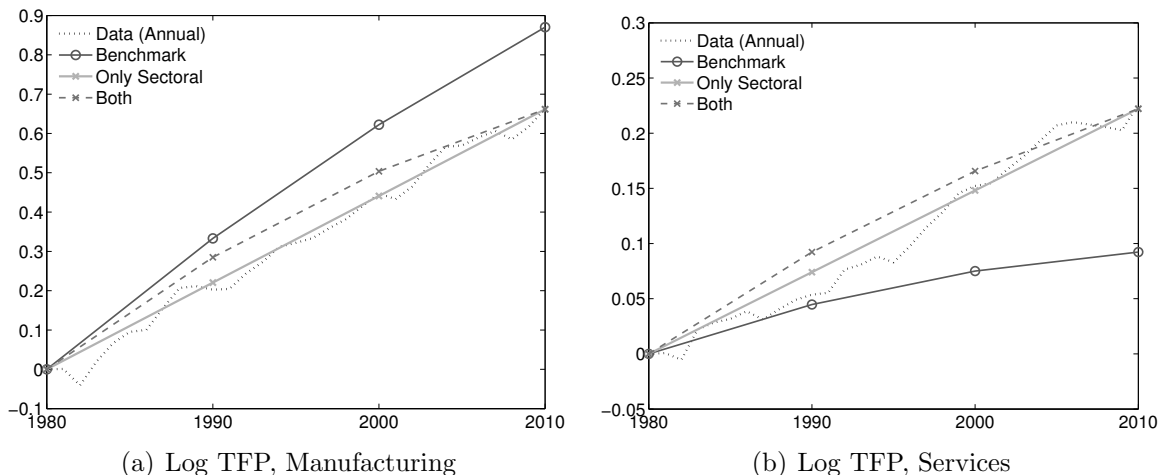 0.9
0.8
0.7
0.6
0.5
0.4
0.3
0.2
0.1
0
−0.1
1980
1990
2000
2010
Data (Annual)
Benchmark
Only Sectoral
Both
(a) Log TFP, Manufacturing
0.3
0.25
0.2
0.15
0.1
0.05
0
−0.05
1980
1990
2000
2010
Data (Annual)
Benchmark
Only Sectoral
Both
(b) Log TFP, Services